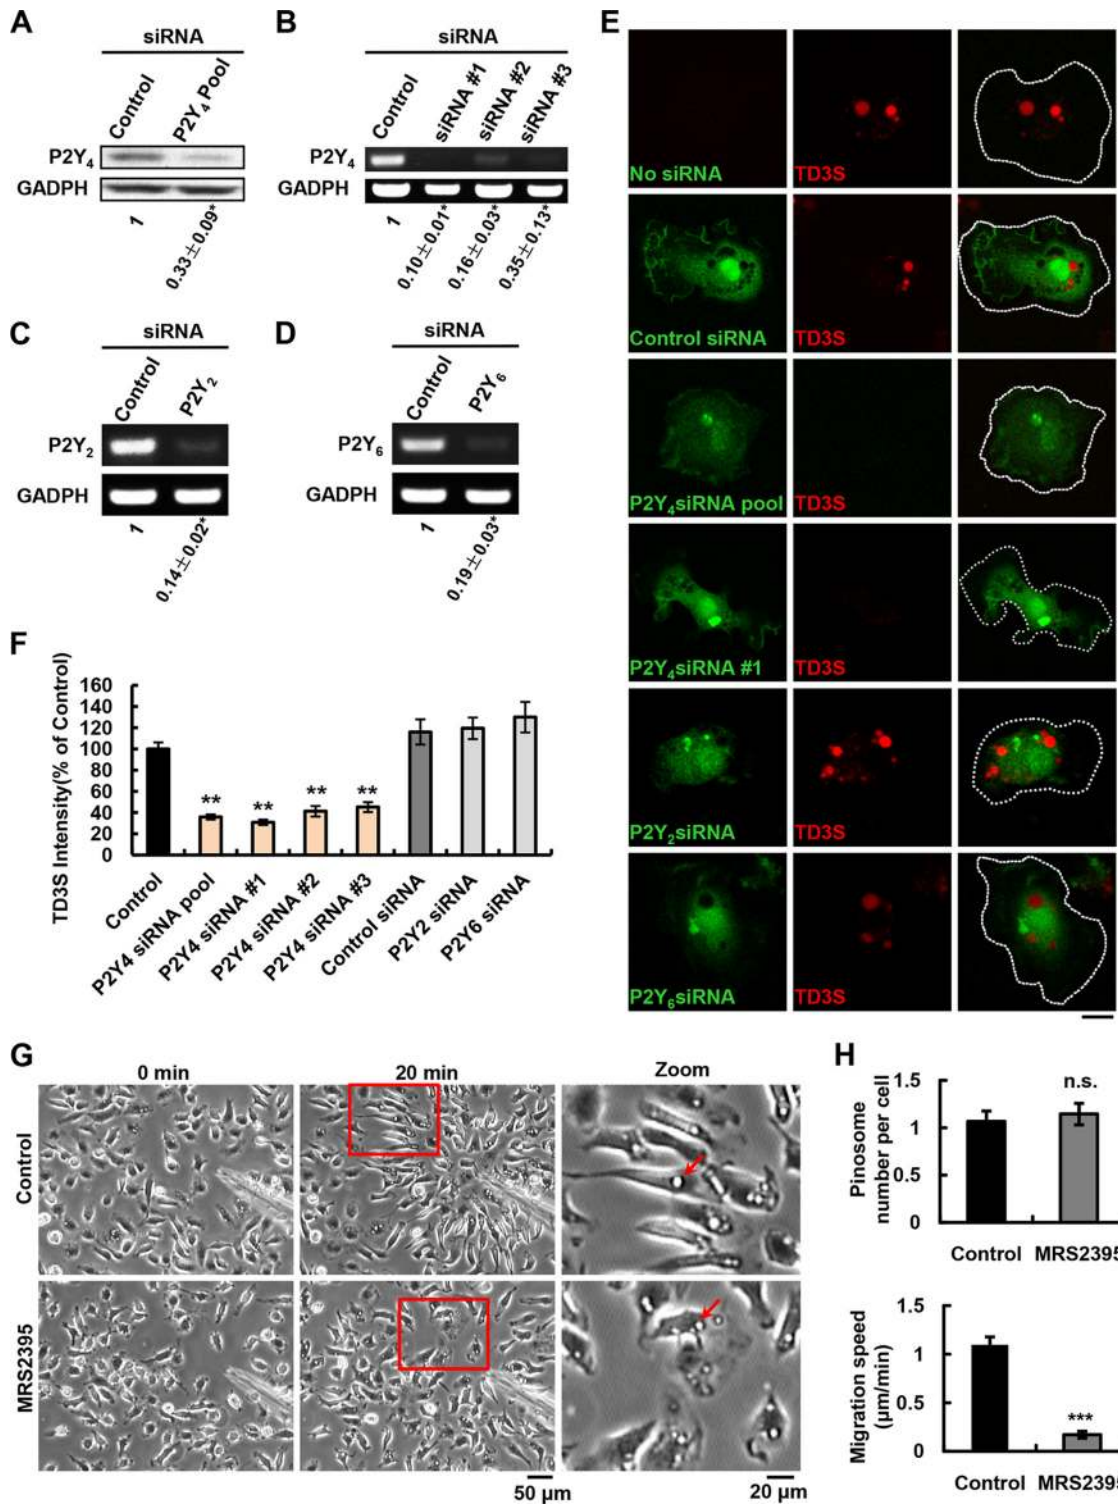 A
siRNA
Control
P2Y4 Pool
P2Y4
GADPH
1
0.33±0.09*
B
siRNA
Control
siRNA #1
siRNA #2
siRNA #3
P2Y4
GADPH
1
0.10±0.01*
0.16±0.03*
0.35±0.13*
C
siRNA
Control
P2Y2
P2Y2
GADPH
1
0.14±0.02*
D
siRNA
Control
P2Y6
P2Y6
GADPH
1
0.19±0.03*
E
No siRNA
TD3S
Control siRNA
TD3S
P2Y4siRNA pool
TD3S
P2Y4siRNA #1
TD3S
P2Y2siRNA
TD3S
P2Y6siRNA
TD3S
F
TD3S Intensity(% of Control)
160
140
120
100
80
60
40
20
0
**
**
**
**
Control
P2Y4 siRNA pool
P2Y4 siRNA #1
P2Y4 siRNA #2
P2Y4 siRNA #3
Control siRNA
P2Y2 siRNA
P2Y6 siRNA
G
0 min
20 min
Zoom
Control
MRS2395
50 μm
20 μm
H
Pinosome
number per cell
1.5
1
0.5
0
n.s.
Control
MRS2395
Migration speed
(μm/min)
1.5
1
0.5
0
***
Control
MRS2395